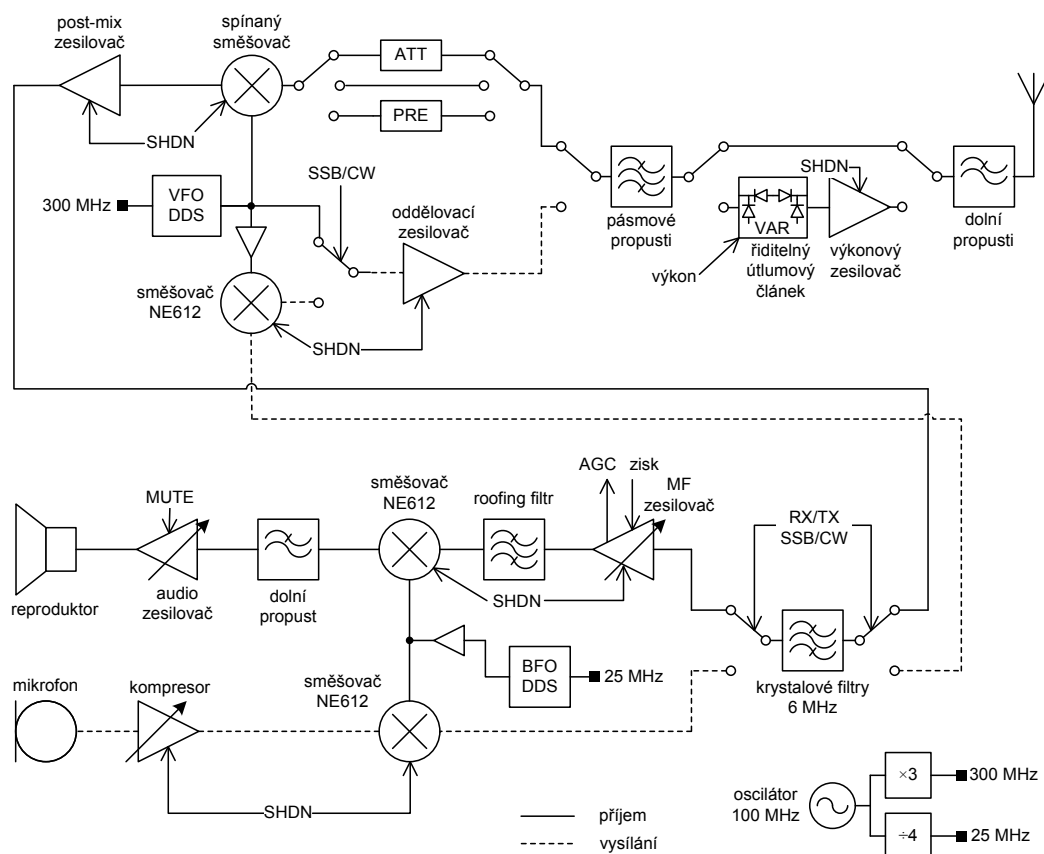 post-mix
zesilovač
spínaný
směšovač
ATT
PRE
SHDN
SSB/CW
300 MHz
VFO
DDS
oddělovací
zesilovač
SHDN
VAR
pásmové
propusti
výkon
řiditelný
útlumový
článek
výkonový
zesilovač
dolní
propusti
směšovač
NE612
SHDN
AGC
zisk
MF
zesilovač
směšovač
NE612
roofing filtr
MUTE
RX/TX
SSB/CW
reproduktor
audio
zesilovač
dolní
propust
SHDN
BFO
DDS
25 MHz
krystalové filtry
6 MHz
mikrofon
kompresor
směšovač
NE612
SHDN
příjem
vysílání
oscilátor
100 MHz
×3
300 MHz
÷4
25 MHz